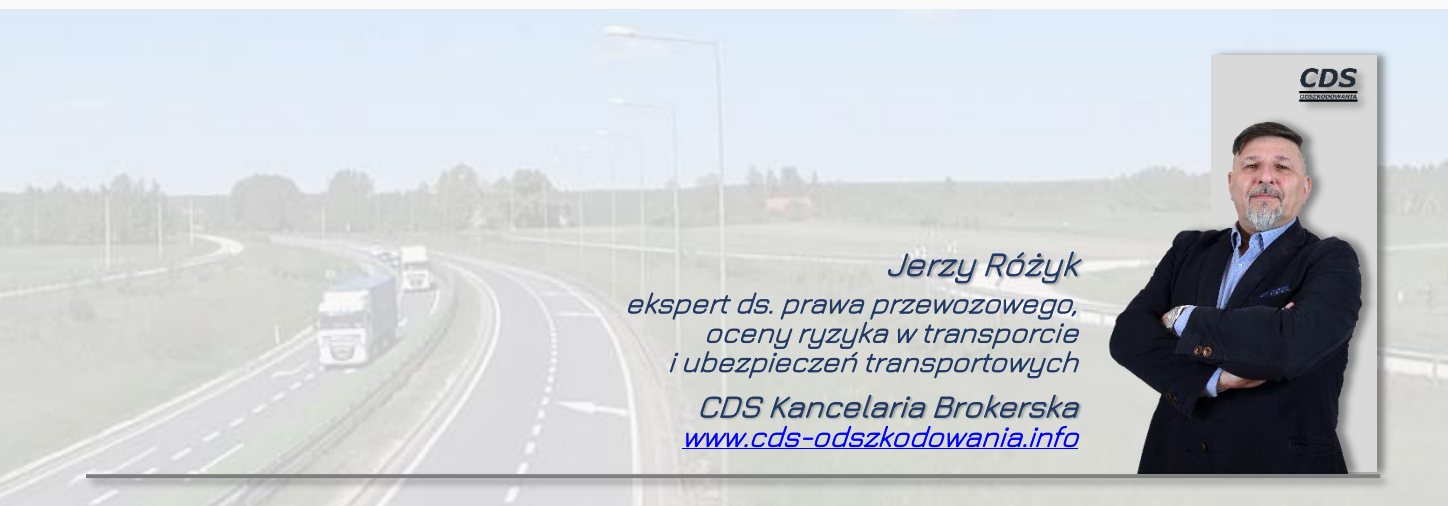 CDS
ODSZKODOWANIA
Jerzy Różyk
ekspert ds. prawa przewozowego,
oceny ryzyka w transporcie
i ubezpieczeń transportowych
CDS Kancelaria Brokerska
www.cds-odszkodowania.info